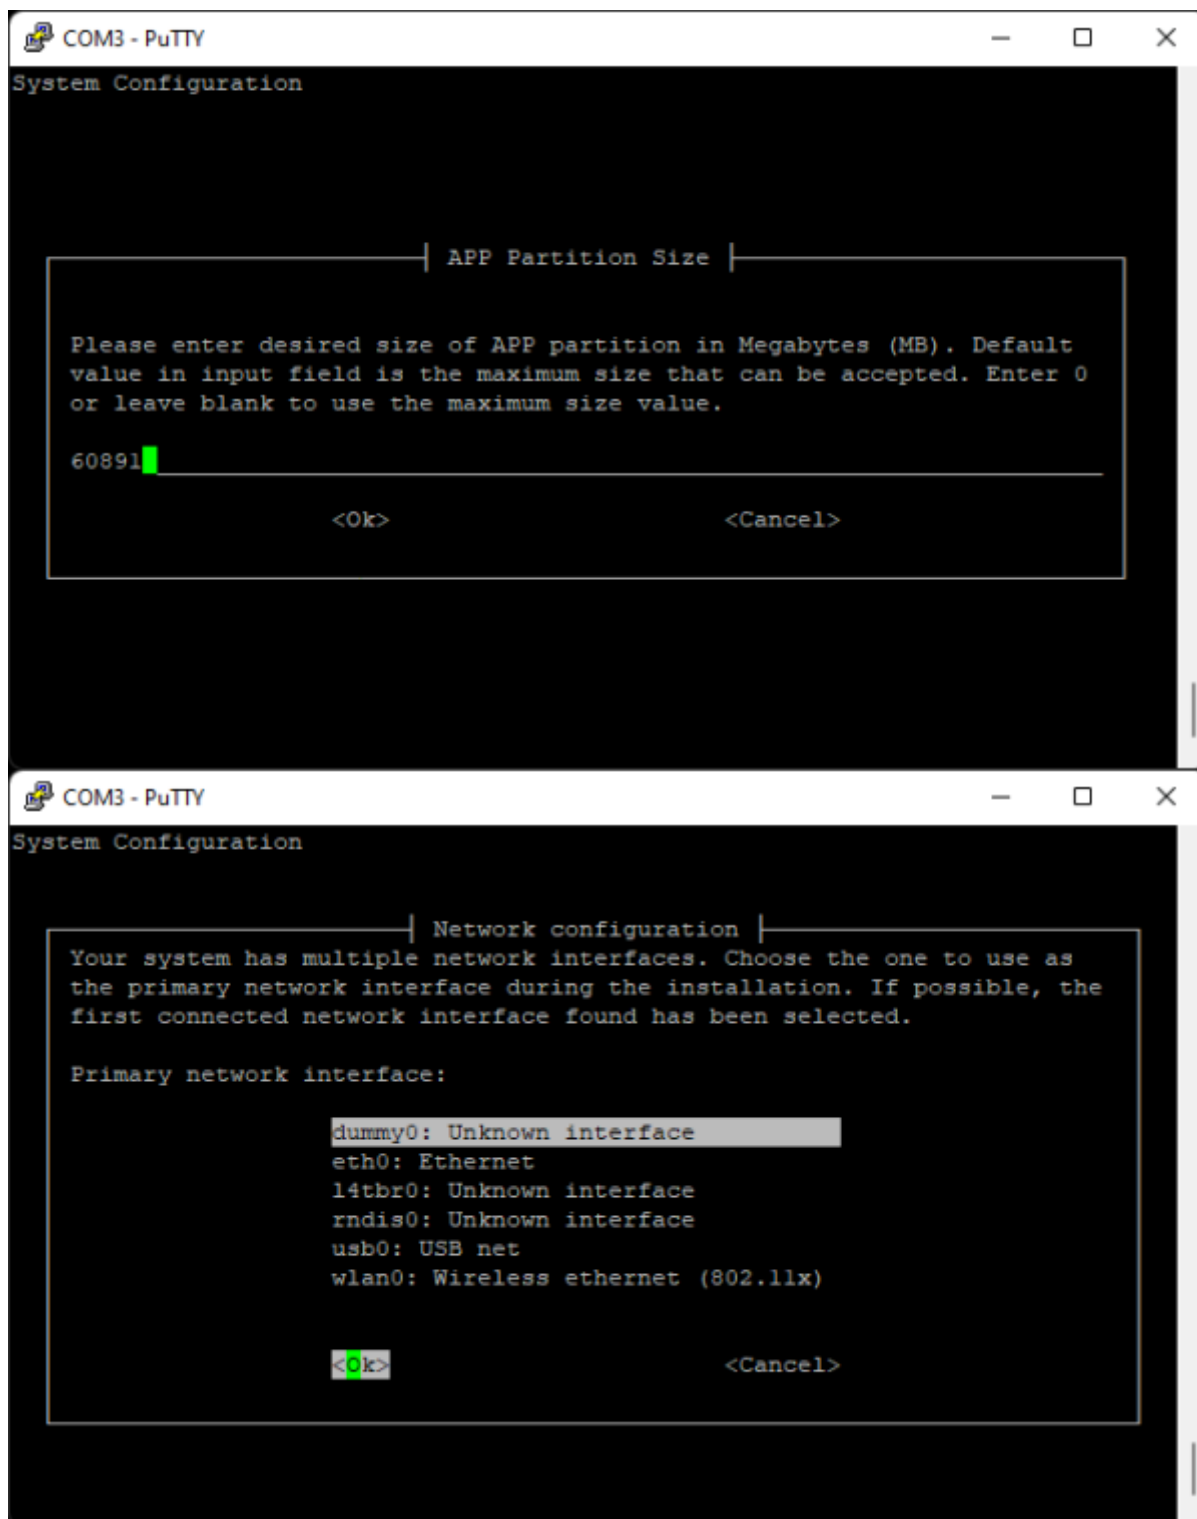 COM3 - PuTTY
System Configuration
APP Partition Size
Please enter desired size of APP partition in Megabytes (MB). Default
value in input field is the maximum size that can be accepted. Enter 0
or leave blank to use the maximum size value.
60891
<Ok> <Cancel>
COM3 - PuTTY
System Configuration
Network configuration
Your system has multiple network interfaces. Choose the one to use as
the primary network interface during the installation. If possible, the
first connected network interface found has been selected.
Primary network interface:
dummy0: Unknown interface
eth0: Ethernet
l4tbr0: Unknown interface
rndis0: Unknown interface
usb0: USB net
wlan0: Wireless ethernet (802.11x)
<Ok> <Cancel>